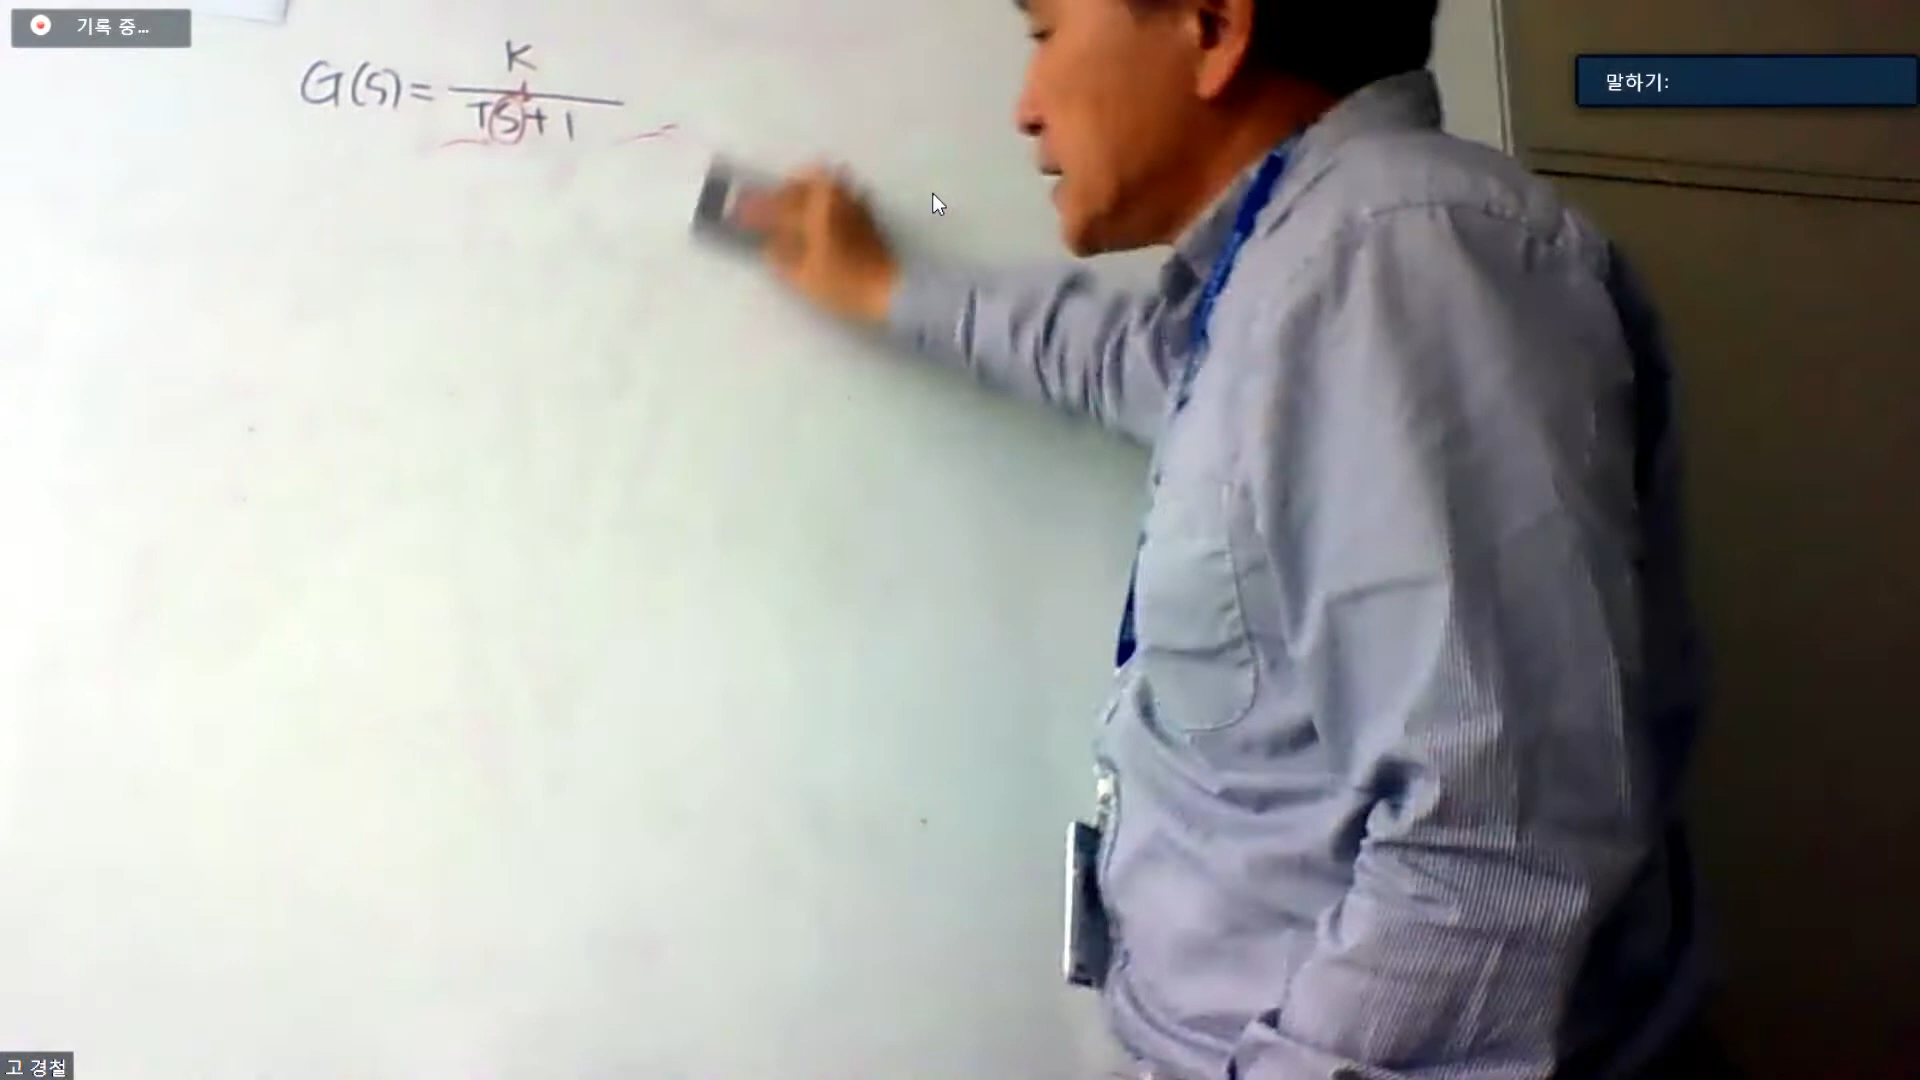 기록 중...
말하기:
G(s) = K / (Ts + 1)
고 경철